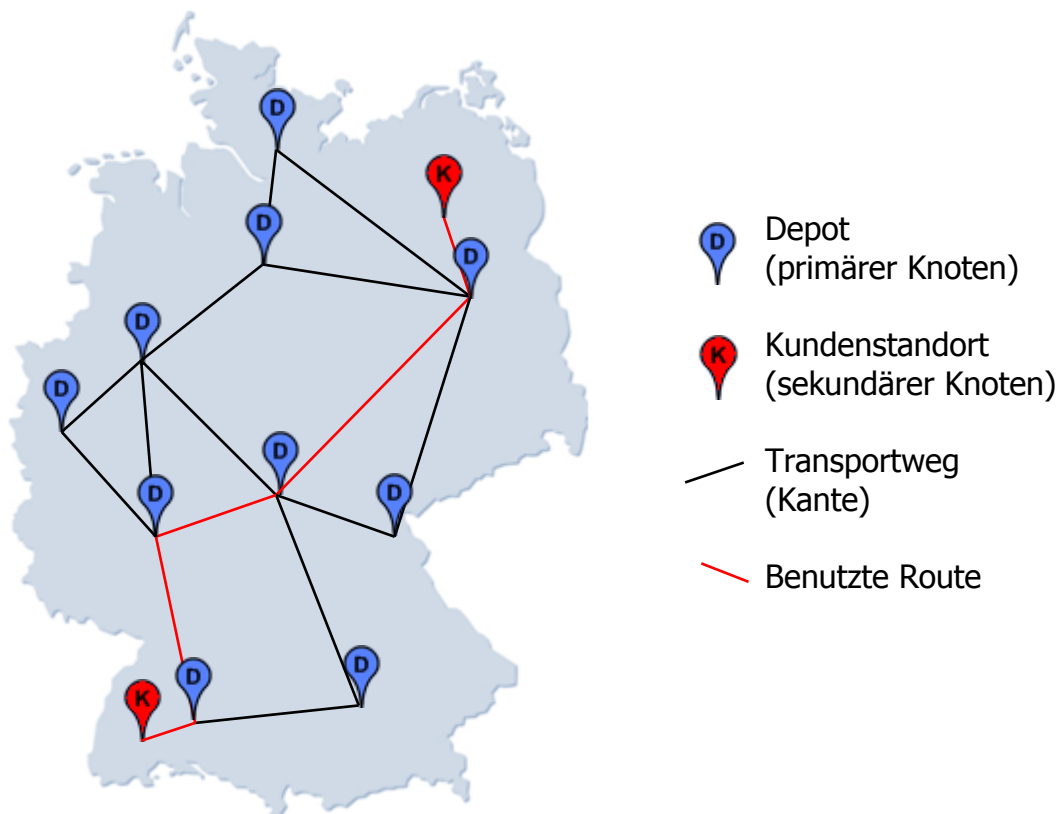 D
K
D
D
D
D
D
D
D
D
D
K
D
Depot
(primärer Knoten)
K
Kundenstandort
(sekundärer Knoten)
Transportweg
(Kante)
Benutzte Route